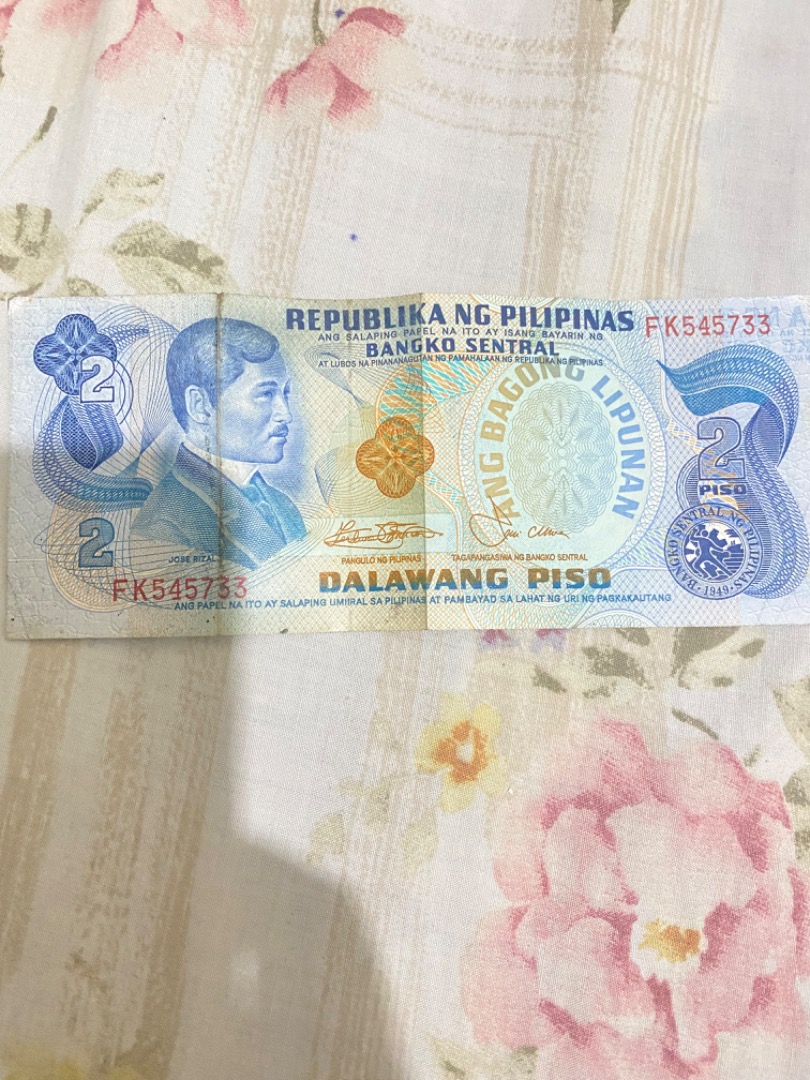 REPUBLIKA NG PILIPINAS
ANG SALAPING PAPEL NA ITO AY ISANG BAYARIN NG
BANGKO SENTRAL
AT LUBOS NA PINANANAGUTAN NG PAMAHALAAN NG REPUBLIKA NG PILIPINAS
FK545733
2
ANG BAGONG LIPUNAN
2
PISO
2
JOSE RIZAL
PANGULO NG PILIPINAS
TAGAPANGASIWA NG BANGKO SENTRAL
BANGKO SENTRAL NG PILIPINAS
1949
FK545733
DALAWANG PISO
ANG PAPEL NA ITO AY SALAPING UMIIRAL SA PILIPINAS AT PAMBAYAD SA LAHAT NG URI NG PAGKAKAUTANG